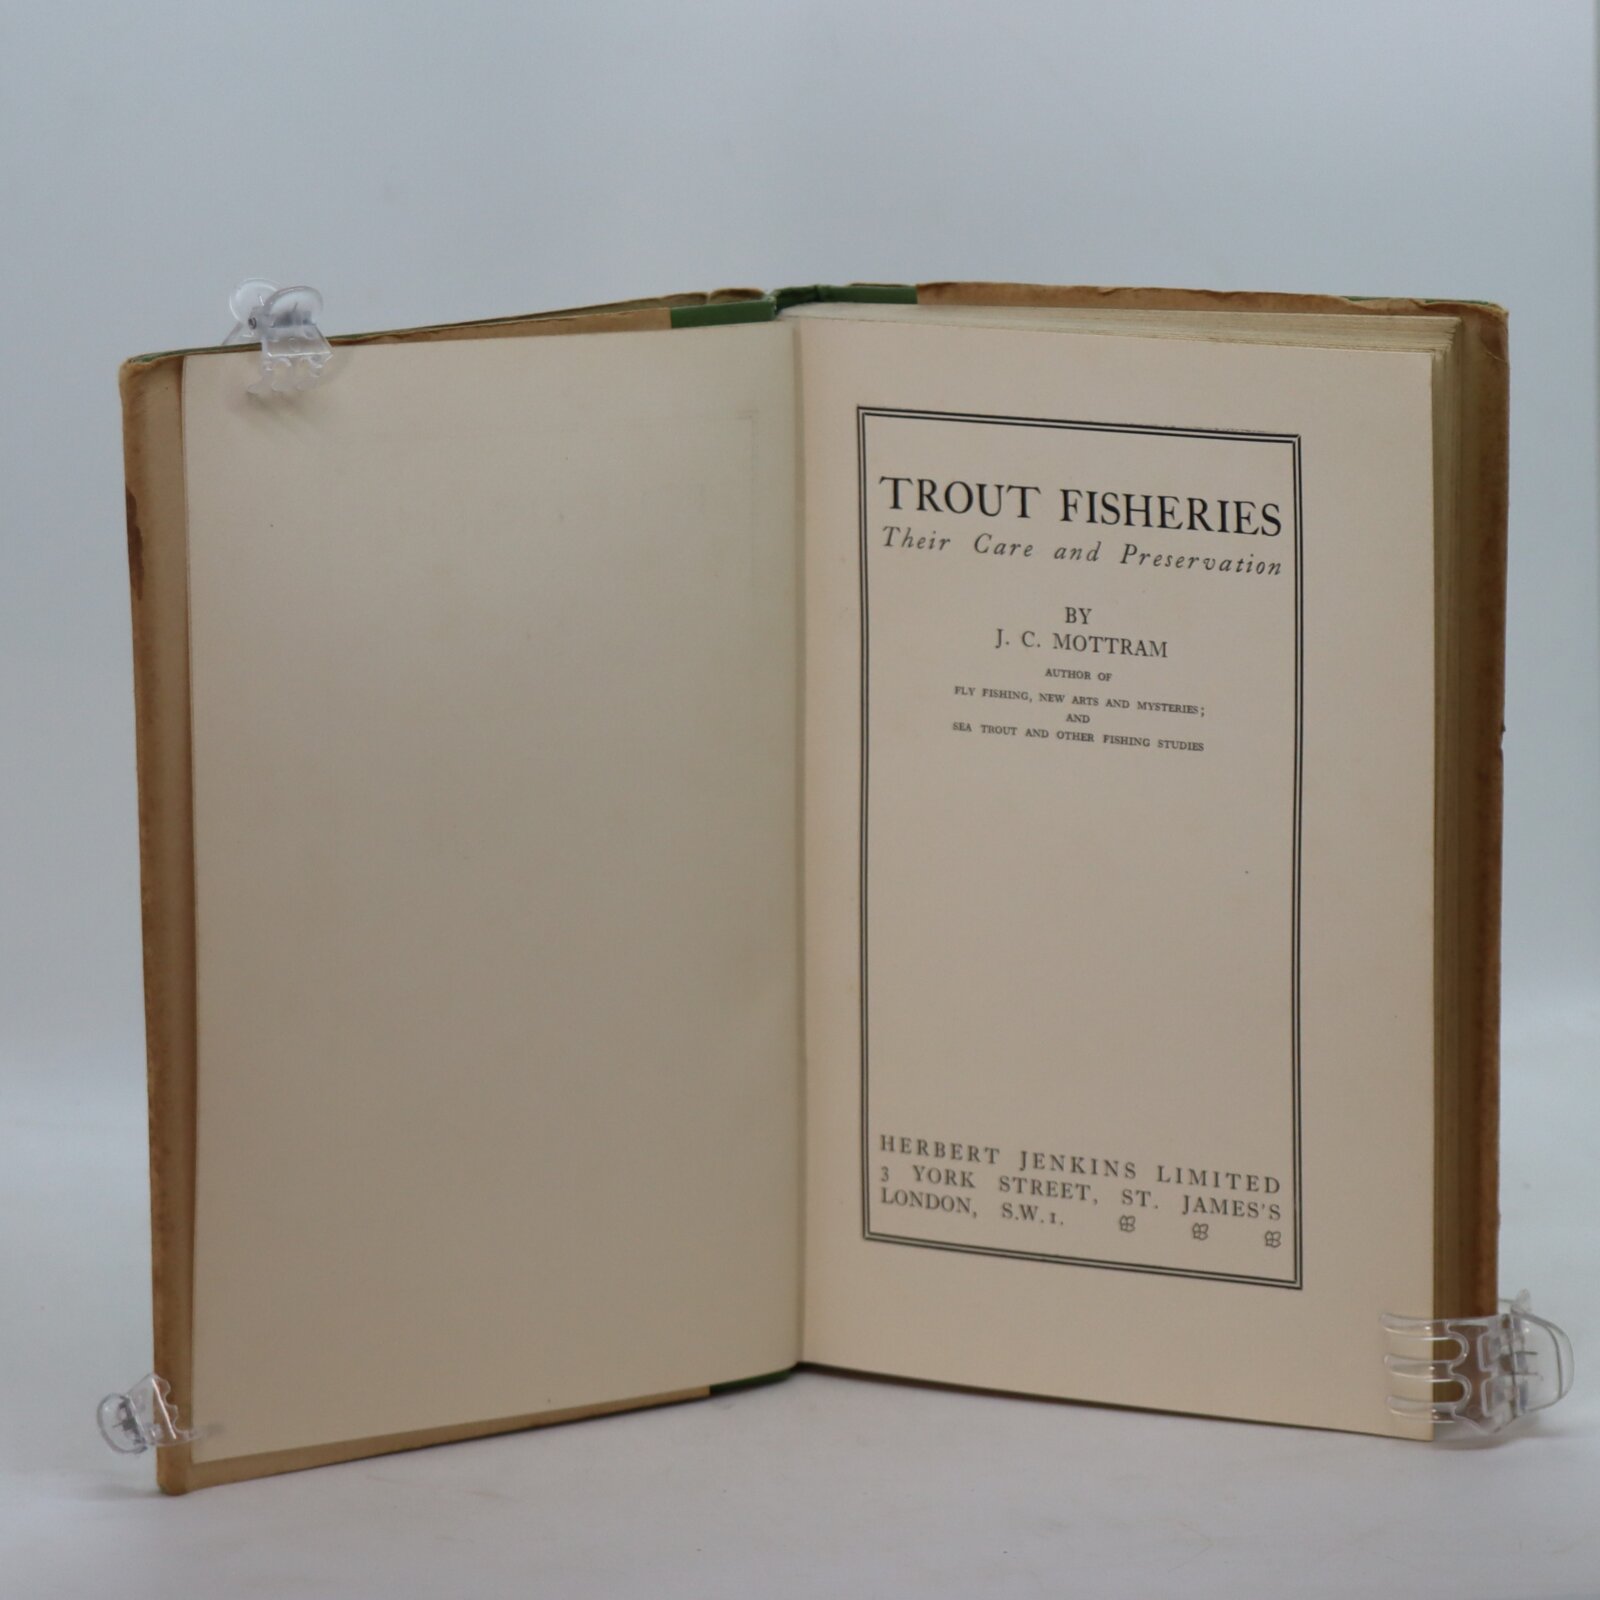 TROUT FISHERIES
Their Care and Preservation
BY
J. C. MOTTRAM
AUTHOR OF
FLY FISHING, NEW ARTS AND MYSTERIES;
AND
SEA TROUT AND OTHER FISHING STUDIES
HERBERT JENKINS LIMITED
3 YORK STREET, ST. JAMES'S
LONDON, S.W.1.